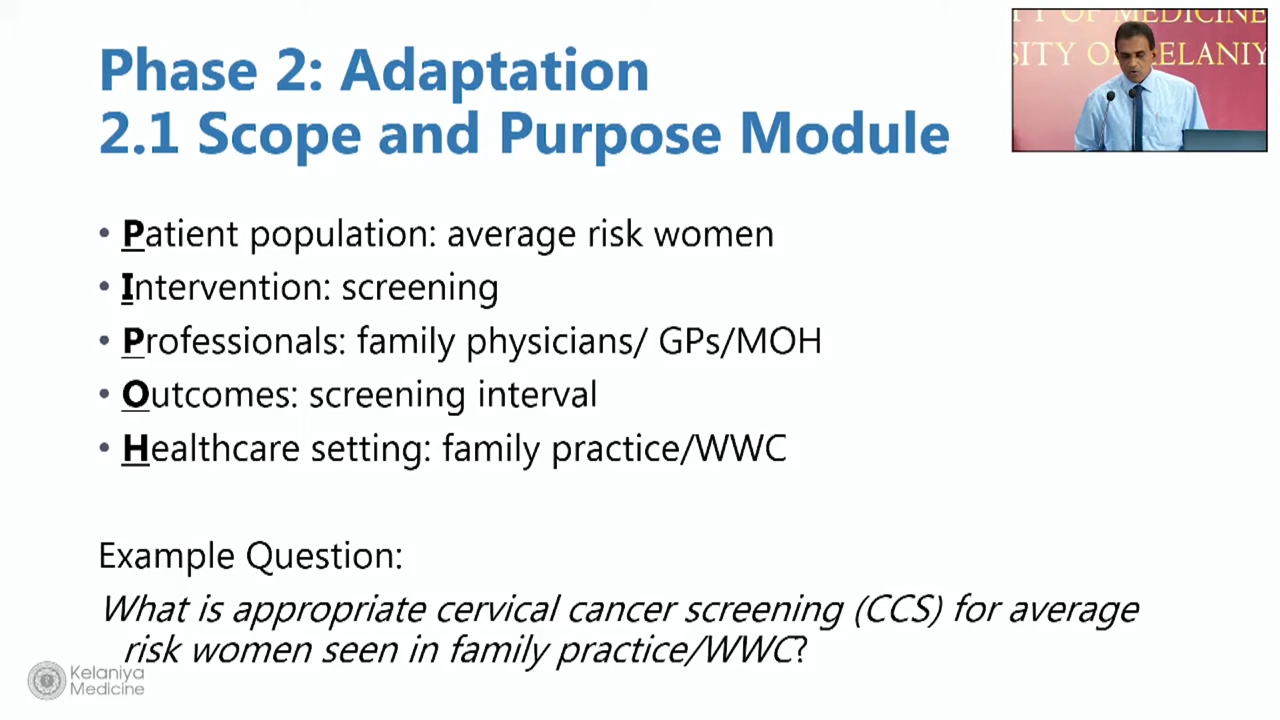 Phase 2: Adaptation
2.1 Scope and Purpose Module
• Patient population: average risk women
• Intervention: screening
• Professionals: family physicians/ GPs/MOH
• Outcomes: screening interval
• Healthcare setting: family practice/WWC
Example Question:
What is appropriate cervical cancer screening (CCS) for average
risk women seen in family practice/WWC?
Kelaniya
Medicine
TY OF MEDICINE
SITY OF KELANIY